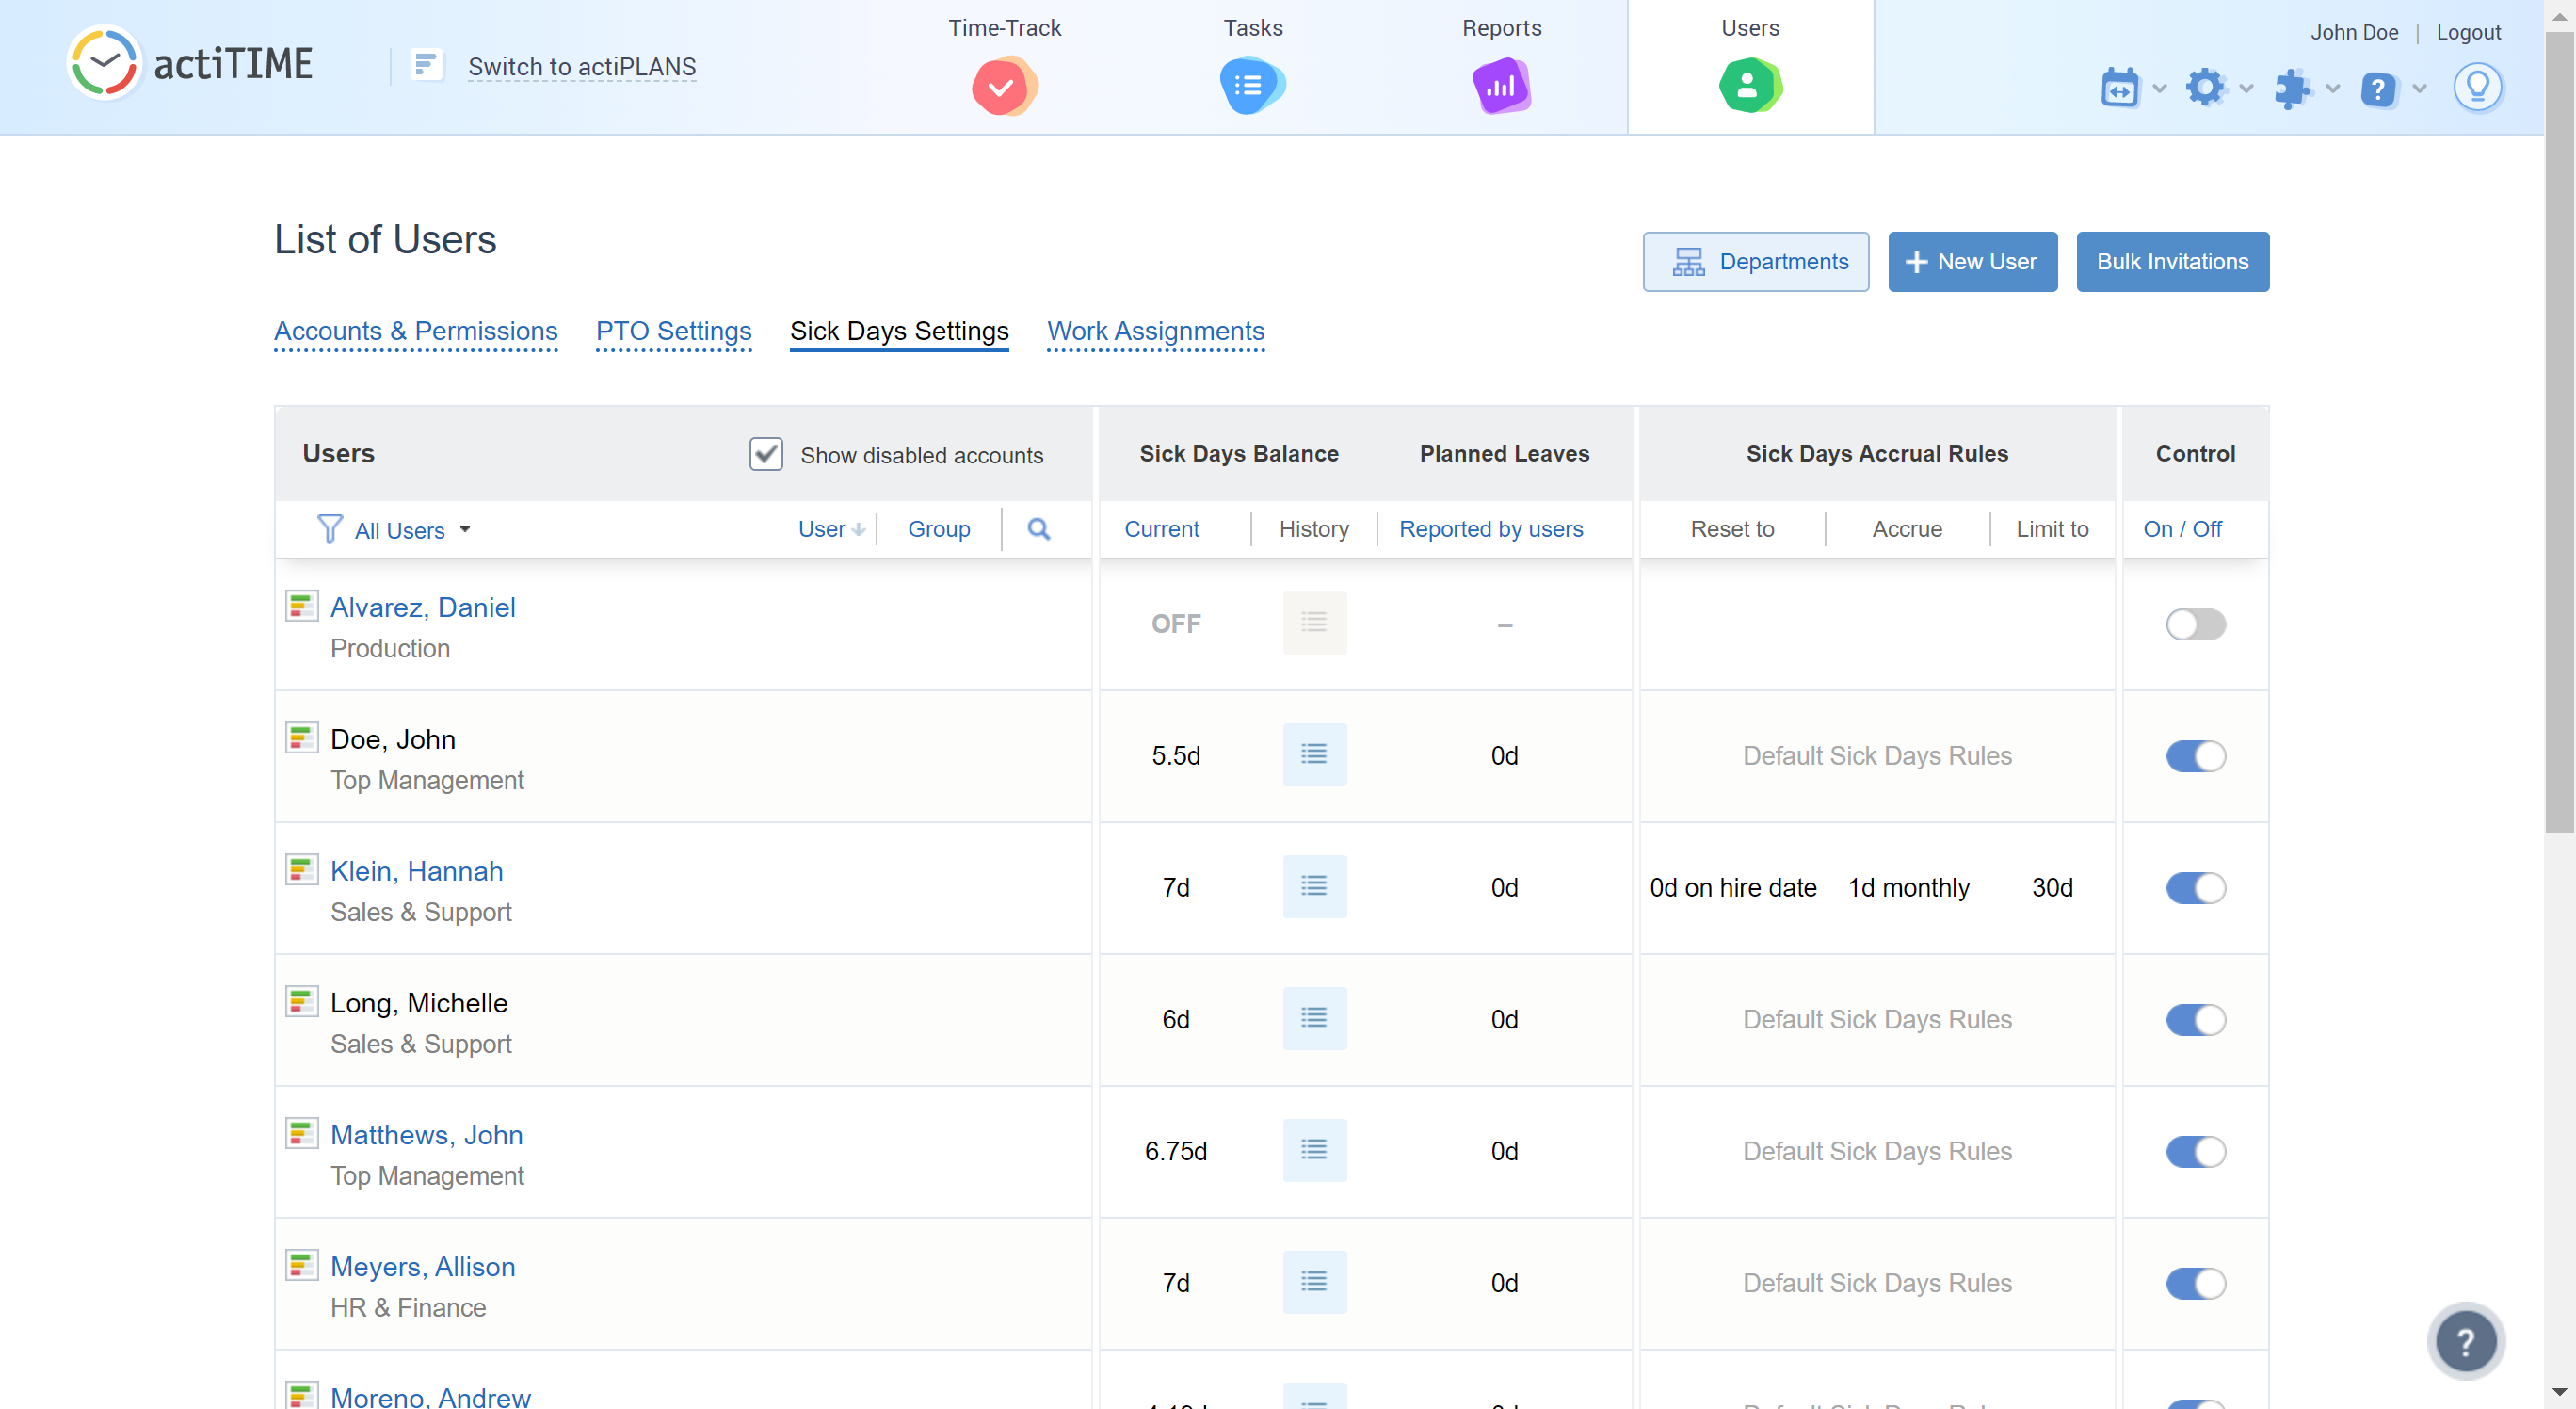 actiTIME
Switch to actiPLANS
Time-Track
Tasks
Reports
Users
John Doe | Logout
List of Users
Departments
New User
Bulk Invitations
Accounts & Permissions
PTO Settings
Sick Days Settings
Work Assignments
Users
Show disabled accounts
Sick Days Balance
Planned Leaves
Sick Days Accrual Rules
Control
All Users
User
Group
Current
History
Reported by users
Reset to
Accrue
Limit to
On / Off
Alvarez, Daniel
Production
OFF
–
Doe, John
Top Management
5.5d
0d
Default Sick Days Rules
Klein, Hannah
Sales & Support
7d
0d
0d on hire date
1d monthly
30d
Long, Michelle
Sales & Support
6d
0d
Default Sick Days Rules
Matthews, John
Top Management
6.75d
0d
Default Sick Days Rules
Meyers, Allison
HR & Finance
7d
0d
Default Sick Days Rules
?
Moreno, Andrew
Default Sick Days Rules